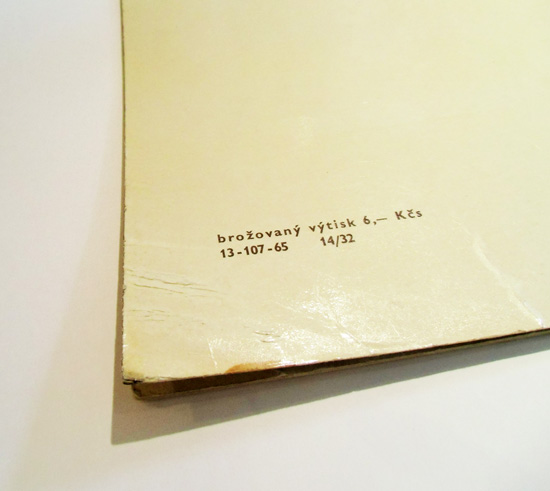 brožovaný výtisk 6,— Kčs
13-107-65 14/32